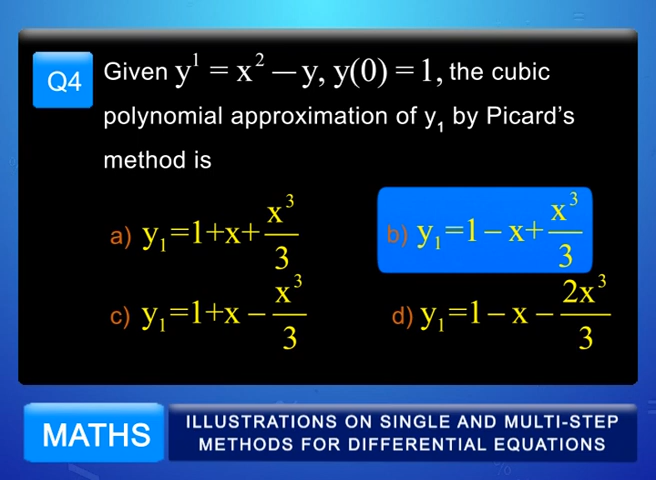 Q4 Given y¹ = x² – y, y(0) = 1, the cubic
polynomial approximation of y₁ by Picard's
method is
a) y₁=1+x+x³/3 b) y₁=1 – x+x³/3
c) y₁=1+x – x³/3 d) y₁=1 – x – 2x³/3
MATHS
ILLUSTRATIONS ON SINGLE AND MULTI-STEP
METHODS FOR DIFFERENTIAL EQUATIONS